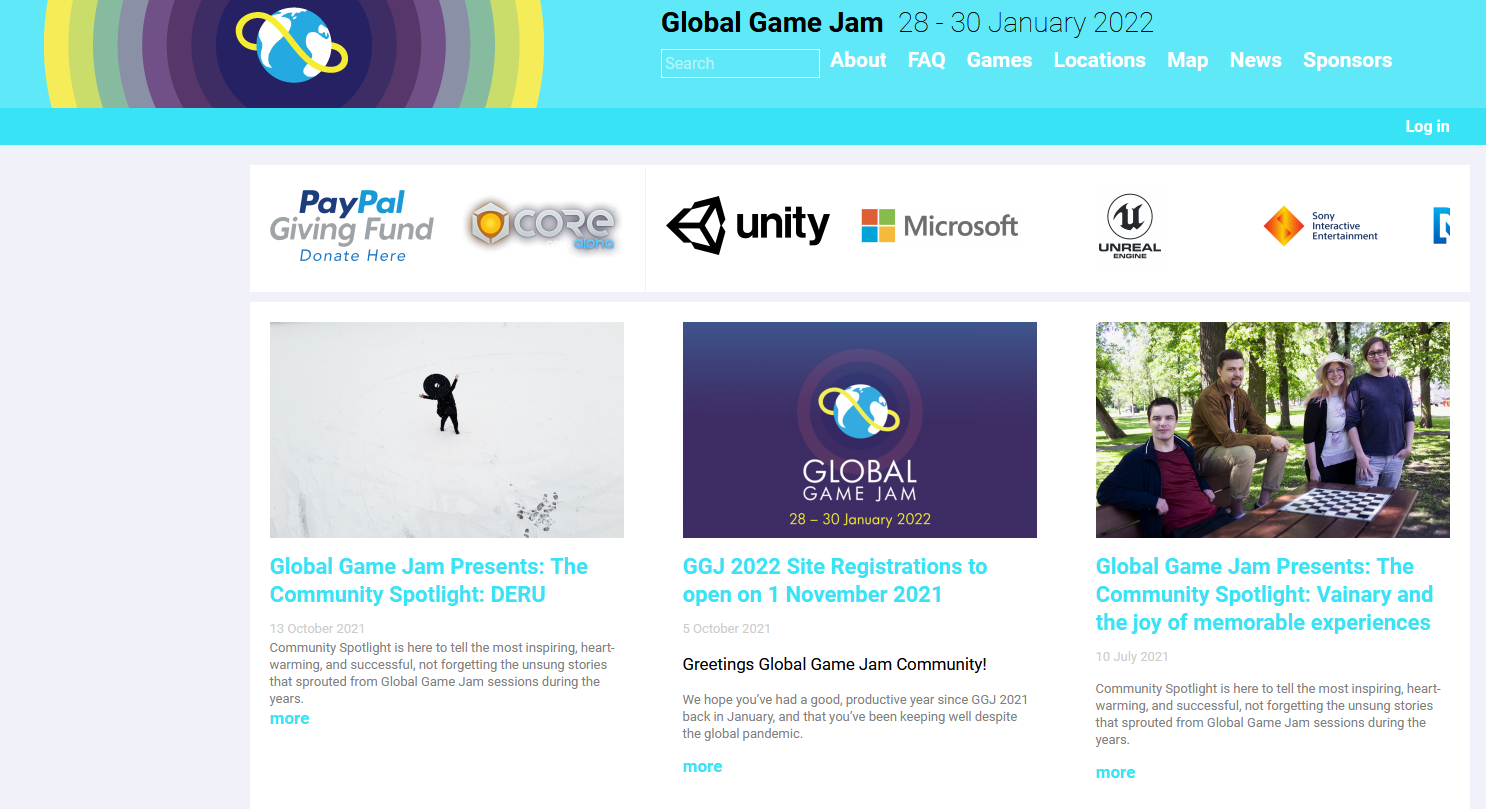 Global Game Jam 28 - 30 January 2022
Search About FAQ Games Locations Map News Sponsors
Log in
PayPal
Giving Fund
Donate Here
CORE
alpha
unity
Microsoft
UNREAL
ENGINE
Sony
Interactive
Entertainment
GLOBAL
GAME JAM
28 – 30 January 2022
Global Game Jam Presents: The
Community Spotlight: DERU
13 October 2021
Community Spotlight is here to tell the most inspiring, heart-
warming, and successful, not forgetting the unsung stories
that sprouted from Global Game Jam sessions during the
years.
more
GGJ 2022 Site Registrations to
open on 1 November 2021
5 October 2021
Greetings Global Game Jam Community!
We hope you’ve had a good, productive year since GGJ 2021
back in January, and that you’ve been keeping well despite
the global pandemic.
more
Global Game Jam Presents: The
Community Spotlight: Vainary and
the joy of memorable experiences
10 July 2021
Community Spotlight is here to tell the most inspiring, heart-
warming, and successful, not forgetting the unsung stories
that sprouted from Global Game Jam sessions during the
years.
more